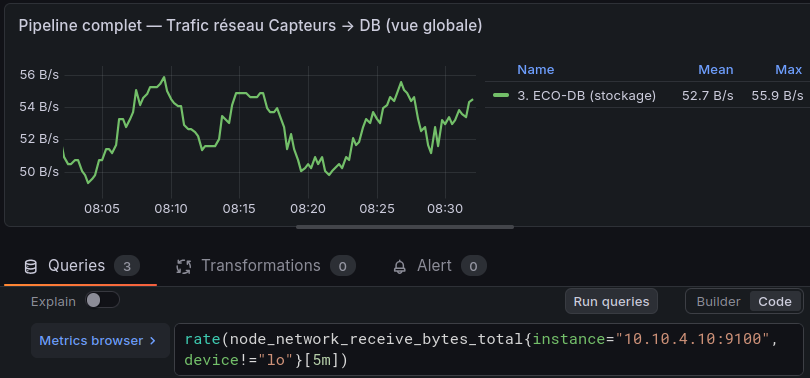 Pipeline complet — Trafic réseau Capteurs → DB (vue globale)
56 B/s
54 B/s
52 B/s
50 B/s
08:05 08:10 08:15 08:20 08:25 08:30
Name Mean Max
3. ECO-DB (stockage) 52.7 B/s 55.9 B/s
Queries 3 Transformations 0 Alert 0
Explain Run queries Builder Code
Metrics browser > rate(node_network_receive_bytes_total{instance="10.10.4.10:9100",
device!="lo"}[5m])